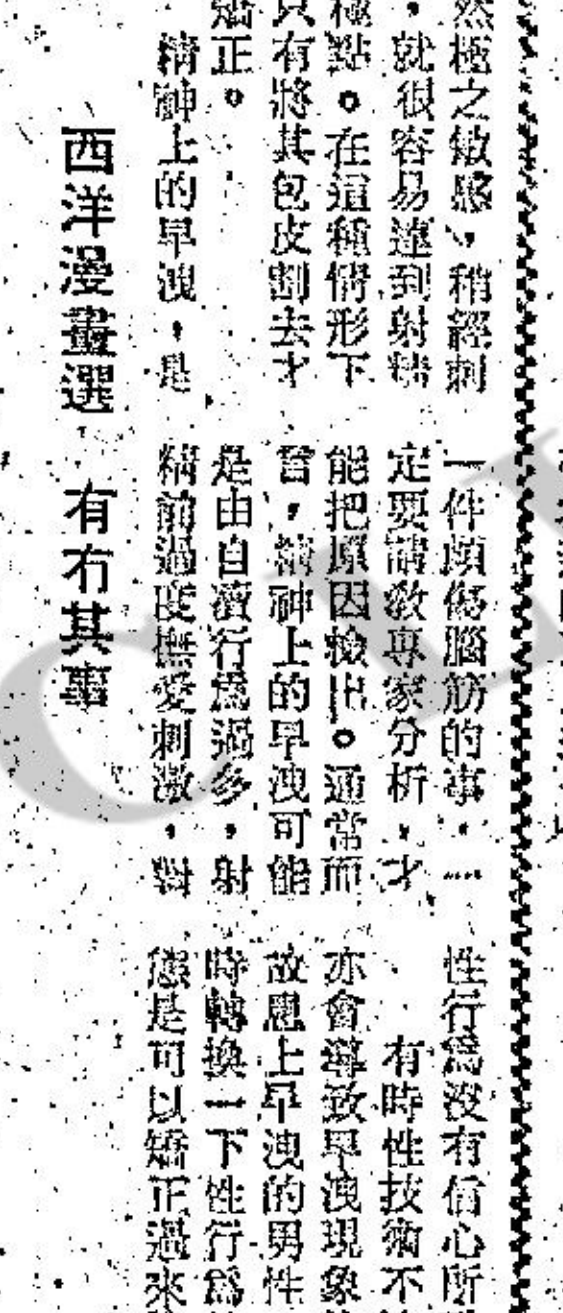 然極之敏感，稍經刺
，就很容易達到射精
極點。在這種情形下
只有將其包皮割去才
矯正。
精神上的早洩，是
一件頗傷腦筋的事，一
定要請敎專家分析，才
能把原因檢出。通常而
言，精神上的早洩可能
是由自瀆行爲過多，射
精前過度撫愛刺激，對
性行爲沒有信心所
有時性技術不
亦會導致早洩現象
故患上早洩的男性
時轉換一下性行爲
態是可以矯正過來
西洋漫畫選
有冇其事